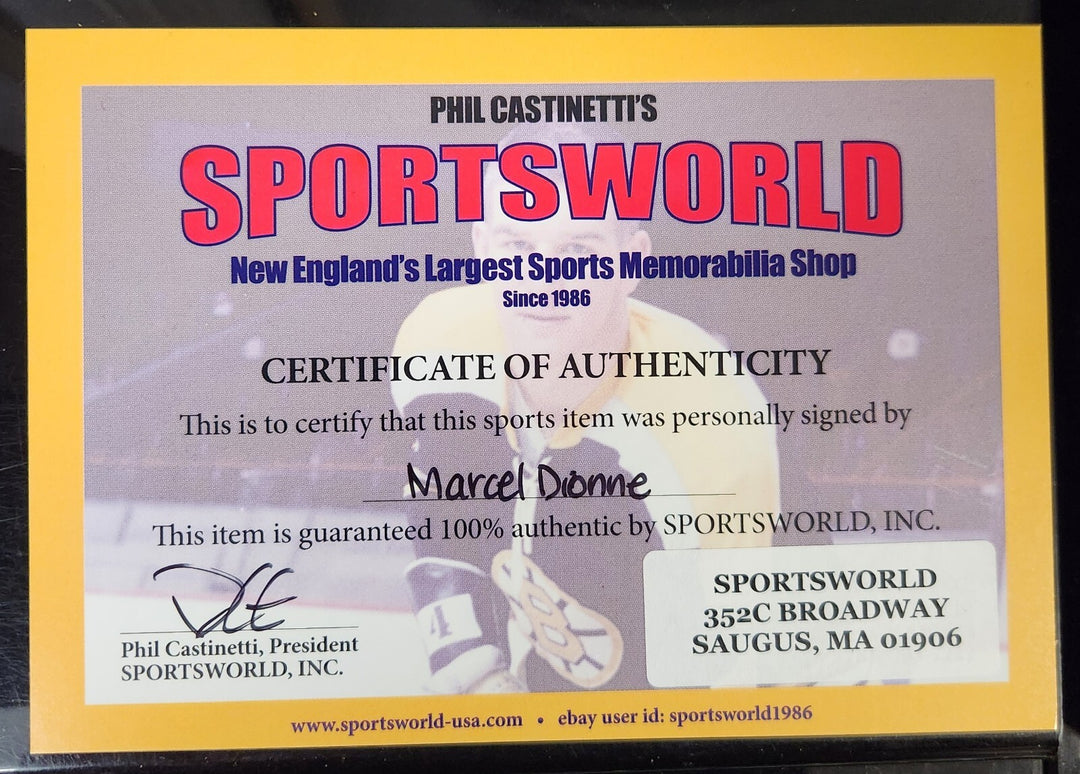 PHIL CASTINETTI'S
SPORTSWORLD
New England's Largest Sports Memorabilia Shop
Since 1986
CERTIFICATE OF AUTHENTICITY
This is to certify that this sports item was personally signed by
Marcel Dionne
This item is guaranteed 100% authentic by SPORTSWORLD, INC.
Phil Castinetti, President
SPORTSWORLD, INC.
SPORTSWORLD
352C BROADWAY
SAUGUS, MA 01906
4
www.sportsworld-usa.com • ebay user id: sportsworld1986